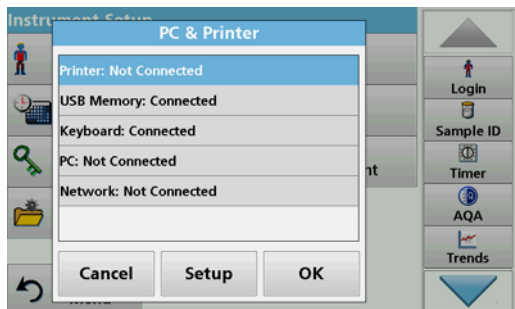 Instrument Setup
PC & Printer
Printer: Not Connected
USB Memory: Connected
Keyboard: Connected
PC: Not Connected
Network: Not Connected
Cancel
Setup
OK
Menu
nt
Login
Sample ID
Timer
AQA
Trends